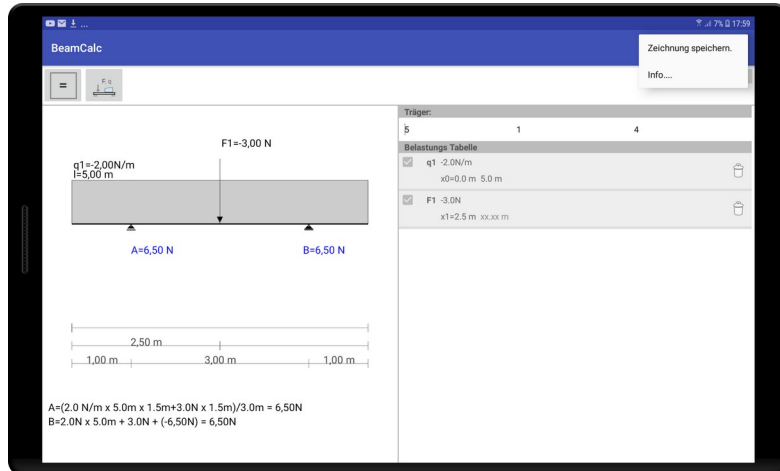 ... 7% 17:59
BeamCalc
Zeichnung speichern.
Info....
=
F, q
F1=-3,00 N
q1=-2,00N/m
l=5,00 m
A=6,50 N B=6,50 N
2,50 m
1,00 m 3,00 m 1,00 m
A=(2.0 N/m x 5.0m x 1.5m+3.0N x 1.5m)/3.0m = 6,50N
B=2.0N x 5.0m + 3.0N + (-6,50N) = 6,50N
Träger:
5 1 4
Belastungs Tabelle
q1 -2.0N/m
x0=0.0 m 5.0 m
F1 -3.0N
x1=2.5 m xx.xx m